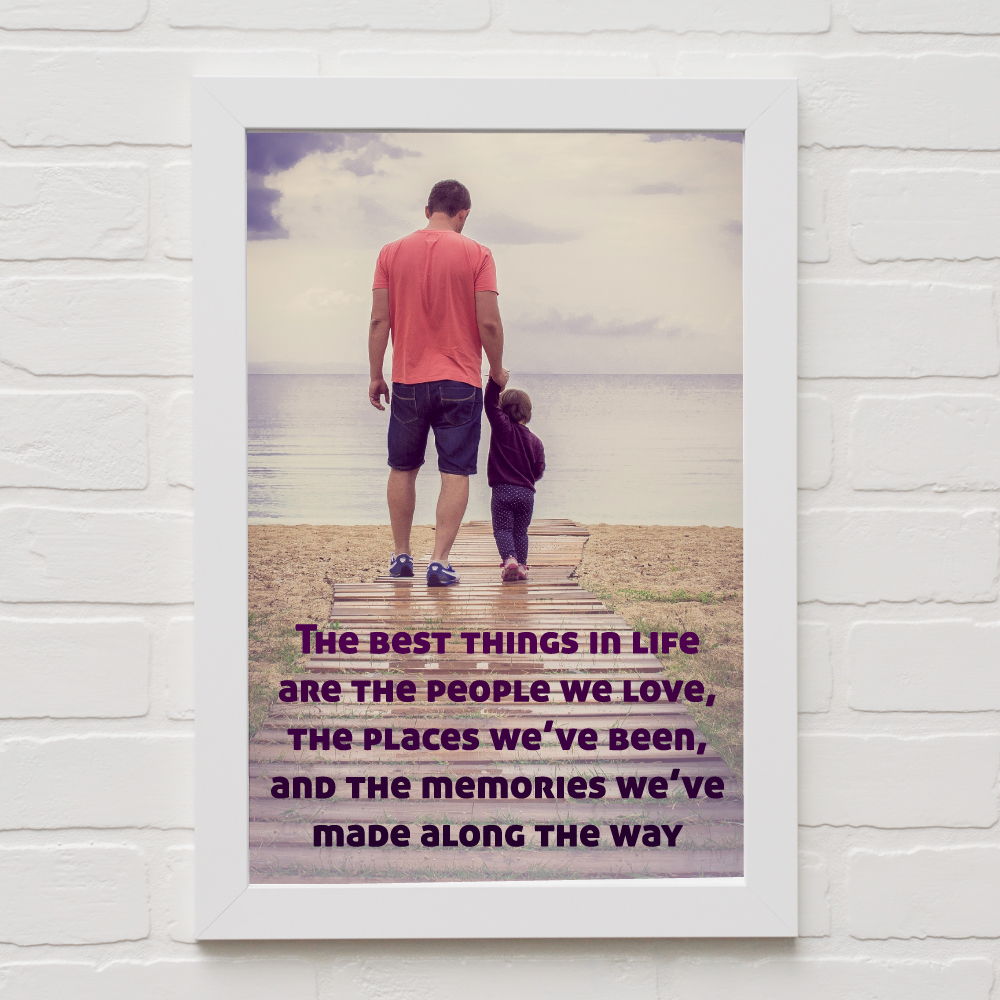 The best things in life
are the people we love,
the places we've been,
and the memories we've
made along the way